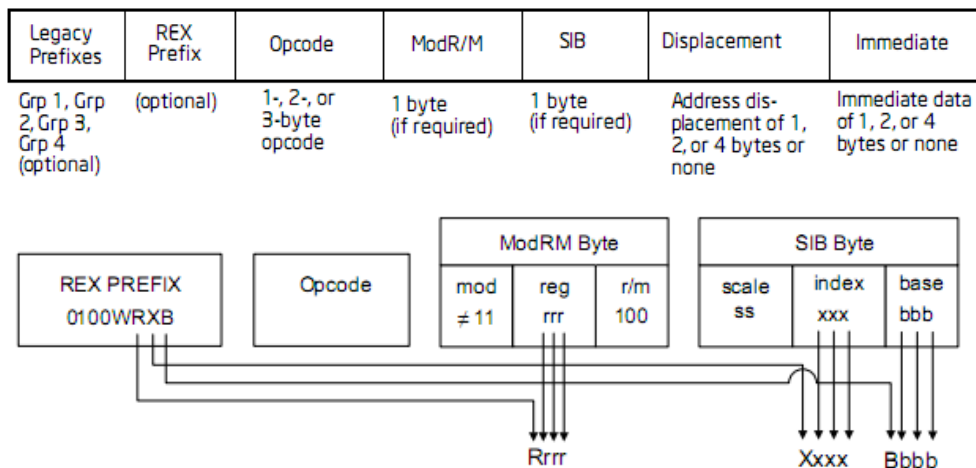 Legacy Prefixes
REX Prefix
Opcode
ModR/M
SIB
Displacement
Immediate
Grp 1, Grp
2, Grp 3,
Grp 4
(optional)
(optional)
1-, 2-, or
3-byte
opcode
1 byte
(if required)
1 byte
(if required)
Address dis-
placement of 1,
2, or 4 bytes or
none
Immediate data
of 1, 2, or 4
bytes or none
ModRM Byte
SIB Byte
REX PREFIX
0100WRXB
Opcode
mod
≠ 11
reg
rrr
r/m
100
scale
ss
index
xxx
base
bbb
Rrrr
Xxxx
Bbbb